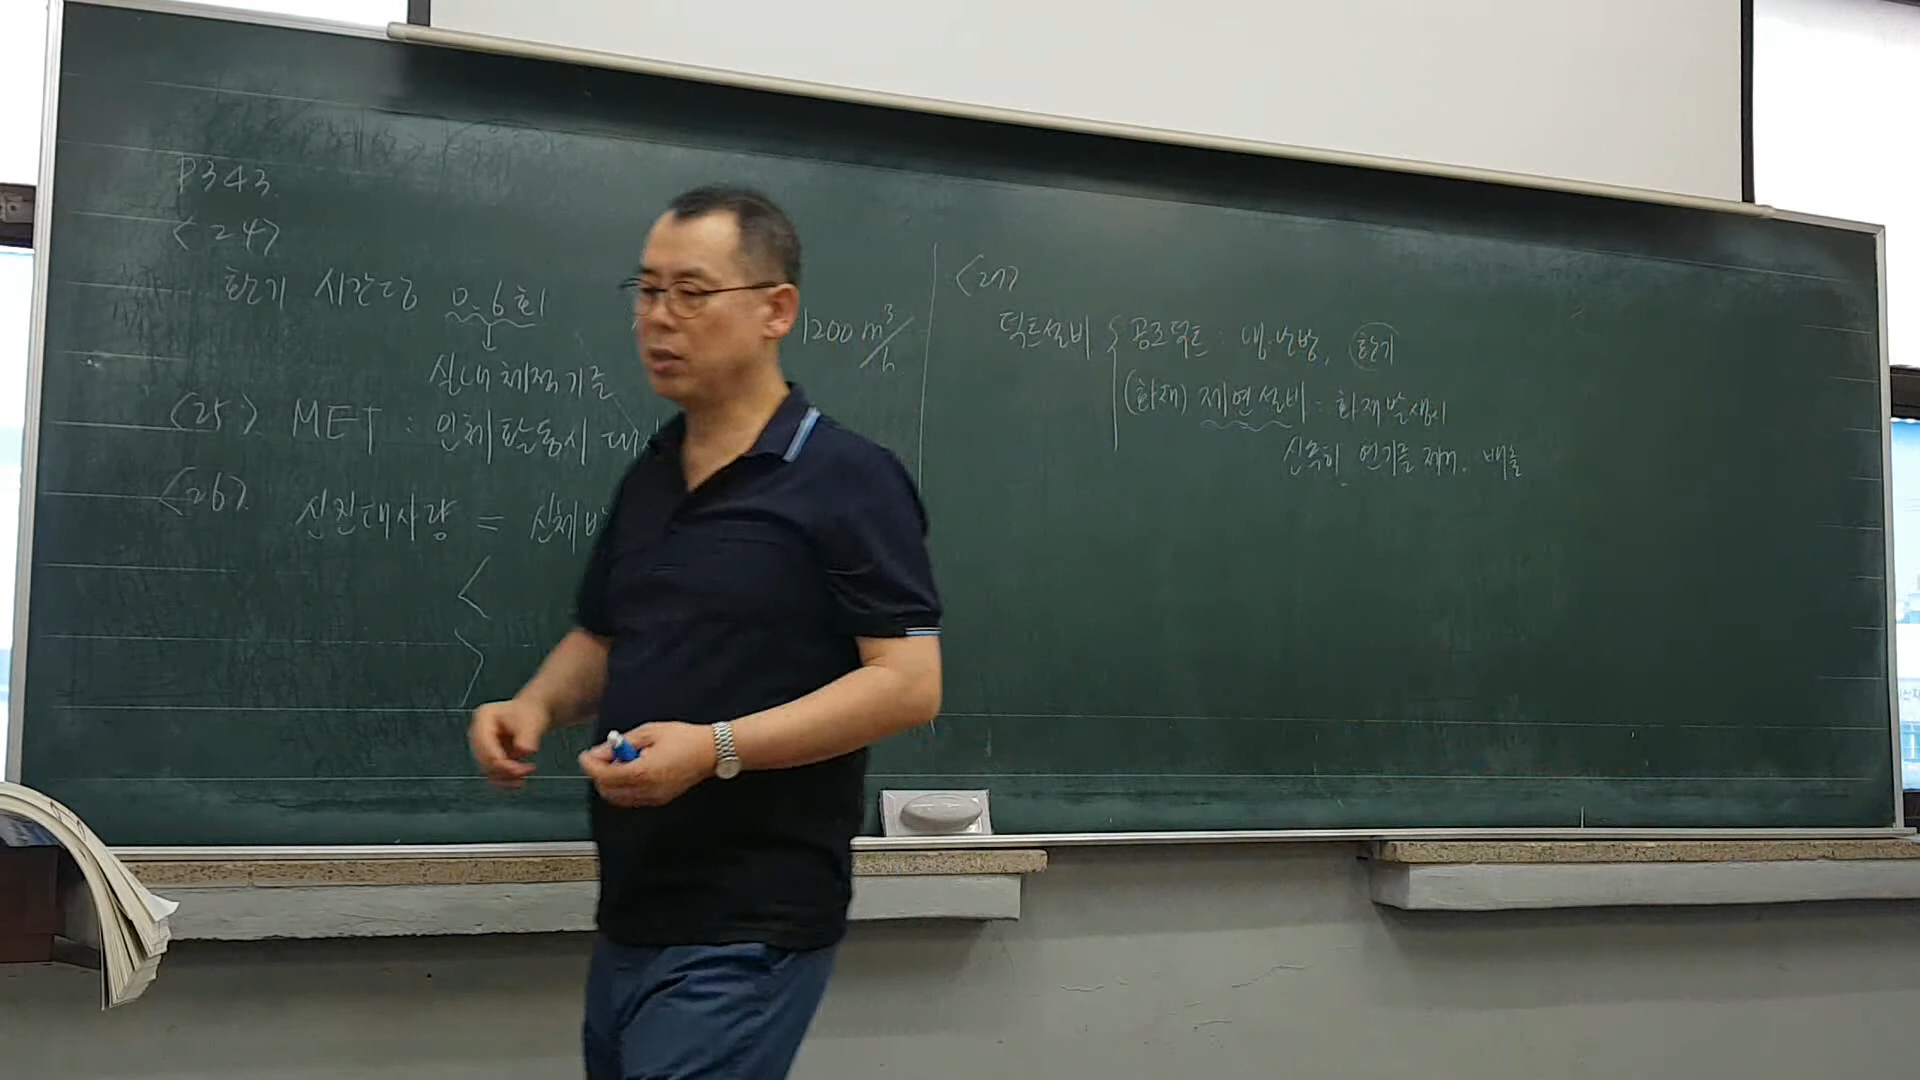 P343.
<24>
환기 시간당 0.6회
1200 m³/h
실내 체적기준
<25> MET : 인체활동시 대사
<26> 신진대사량 = 신체
<
>
<27>
덕트설비 { 공조덕트 : 냉.난방, 환기
(화재) 제연설비 : 화재발생시
신속히 연기를 제어. 배출